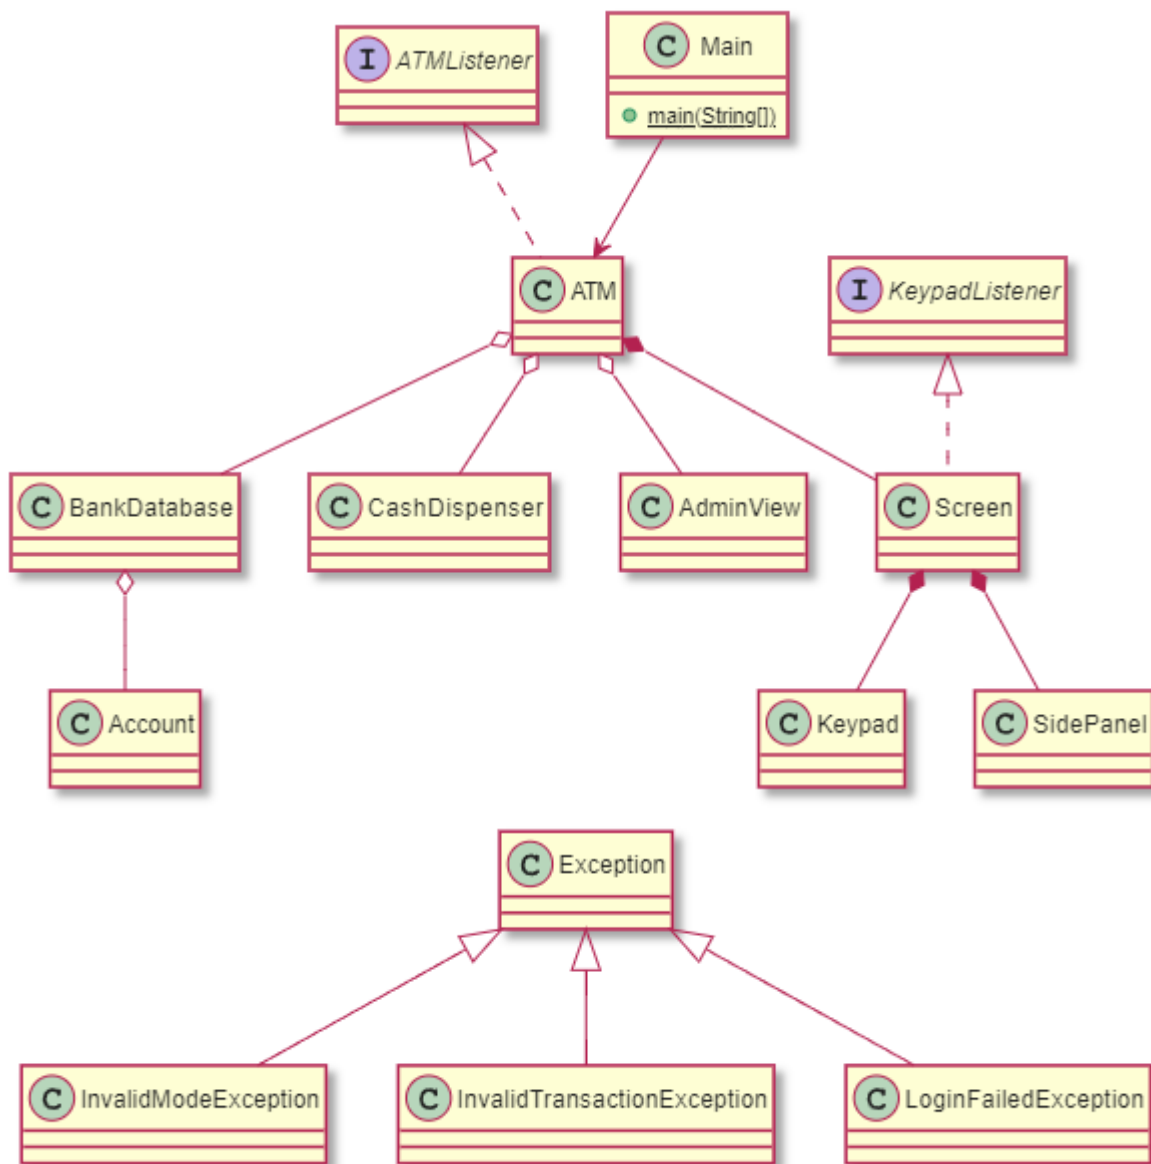 I ATMListener
C Main
main(String[])
C ATM
I KeypadListener
C BankDatabase
C CashDispenser
C AdminView
C Screen
C Account
C Keypad
C SidePanel
C Exception
C InvalidModeException
C InvalidTransactionException
C LoginFailedException